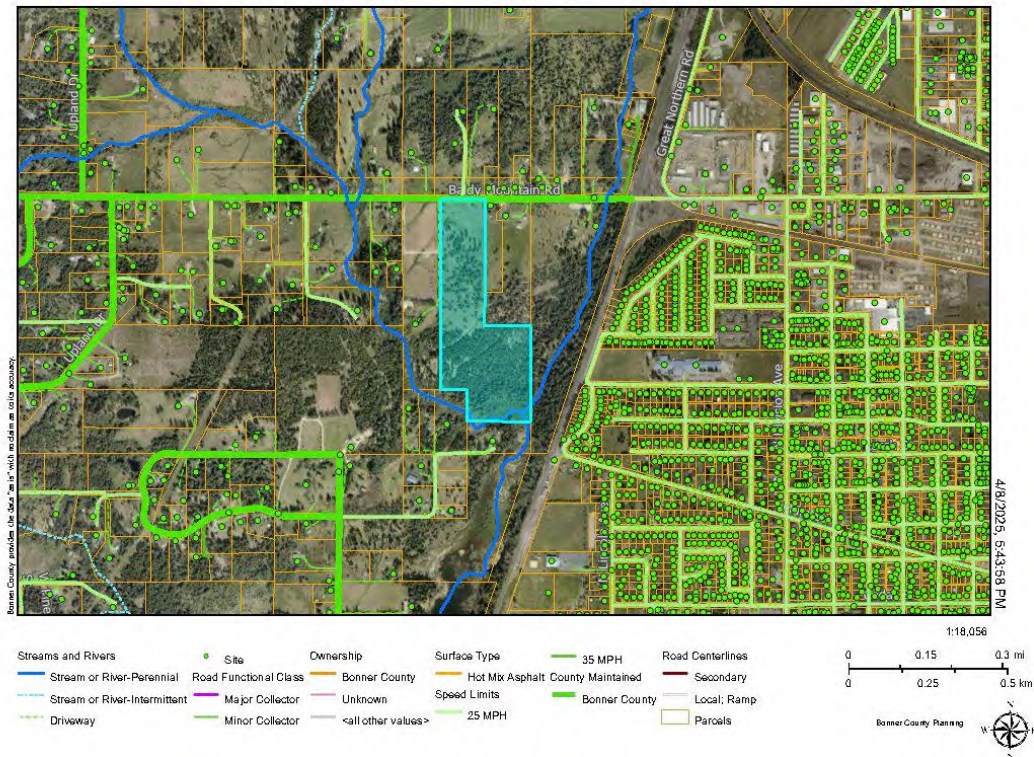 Upland Dr
Great Northern Rd
Baldy Mountain Rd
Upland Dr
Bonner County provides the data "as is" with no claim on its accuracy.
4/8/2025, 5:43:58 PM
1:18,056
Streams and Rivers
Stream or River-Perennial
Stream or River-Intermittent
Driveway
Site
Road Functional Class
Major Collector
Minor Collector
Ownership
Bonner County
Unknown
<all other values>
Surface Type
Hot Mix Asphalt
Speed Limits
25 MPH
35 MPH
County Maintained
Bonner County
Road Centerlines
Secondary
Local; Ramp
Parcels
0 0.15 0.3 mi
0 0.25 0.5 km
Bonner County Planning
N
W